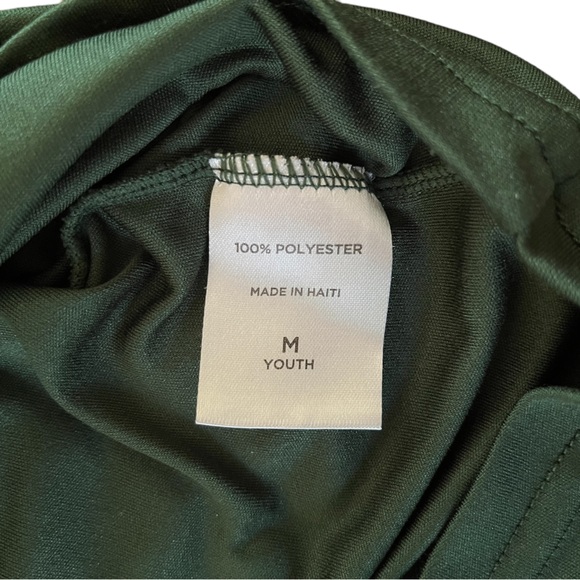 100% POLYESTER
MADE IN HAITI
M
YOUTH